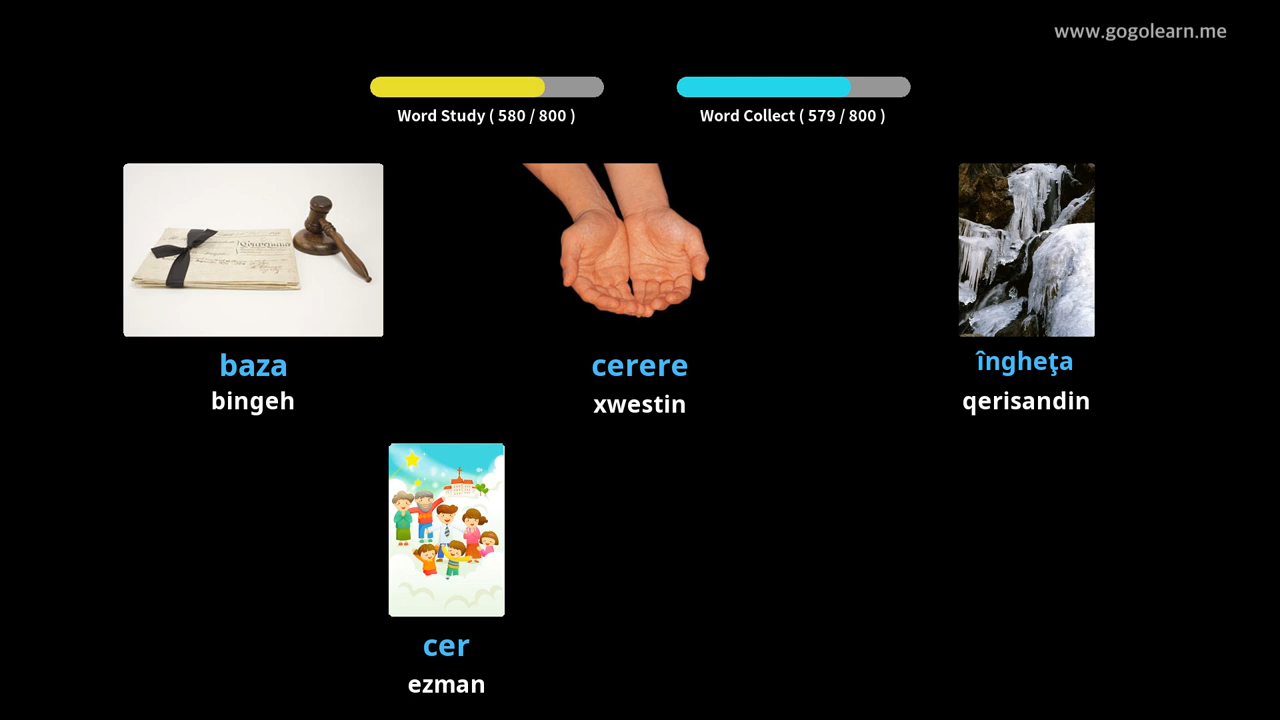 www.gogolearn.me
Word Study ( 580 / 800 )
Word Collect ( 579 / 800 )
baza
bingeh
cerere
xwestin
îngheţa
qerisandin
cer
ezman